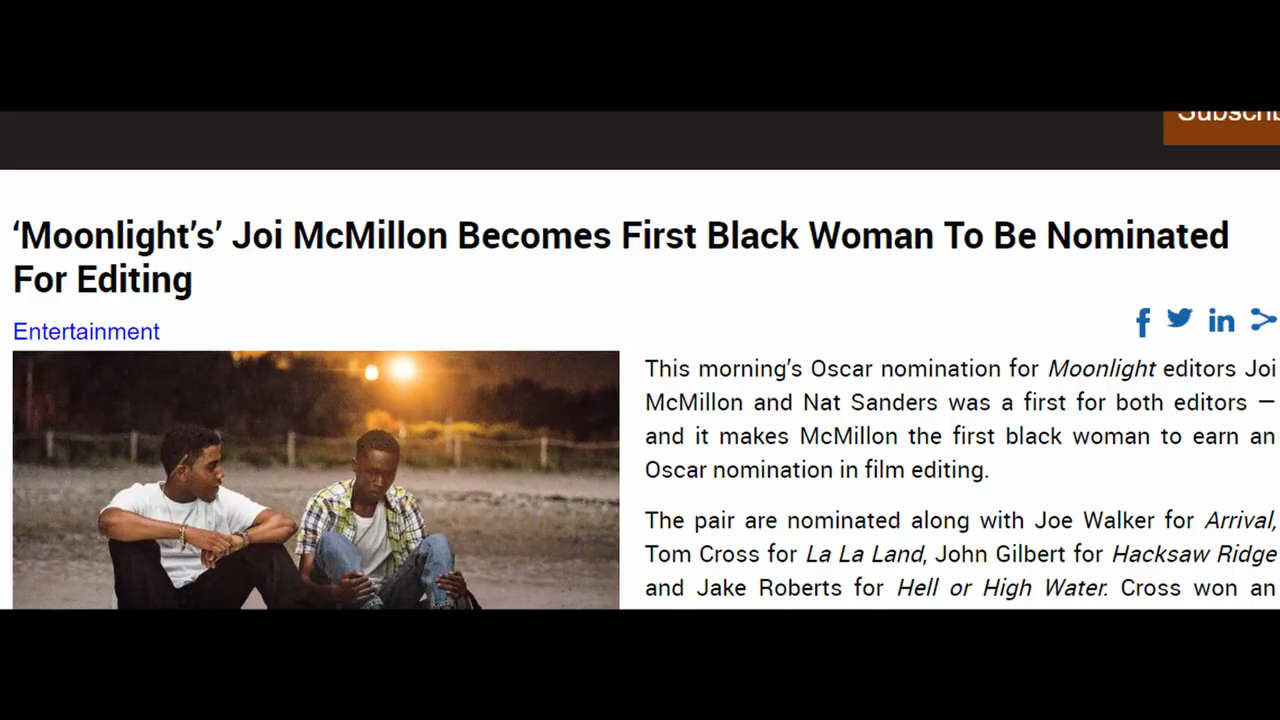 Subscrib
‘Moonlight’s’ Joi McMillon Becomes First Black Woman To Be Nominated
For Editing
Entertainment
This morning’s Oscar nomination for Moonlight editors Joi
McMillon and Nat Sanders was a first for both editors —
and it makes McMillon the first black woman to earn an
Oscar nomination in film editing.
The pair are nominated along with Joe Walker for Arrival,
Tom Cross for La La Land, John Gilbert for Hacksaw Ridge
and Jake Roberts for Hell or High Water. Cross won an